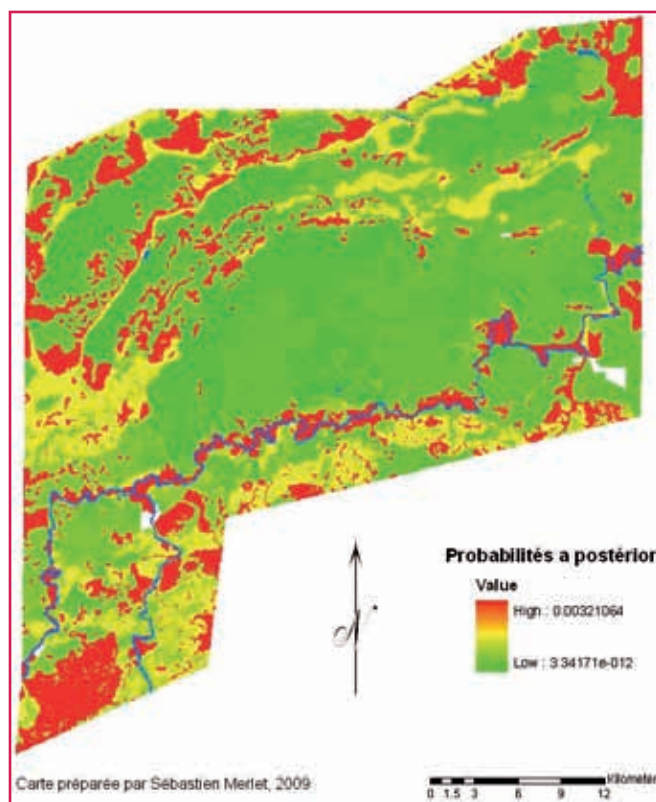 N
Probabilités a postérior
Value
High : 0.00321064
Low : 3.34171e-012
Carte préparée par Sébastien Merlet, 2009
Kilometer
0 1.5 3 6 9 12